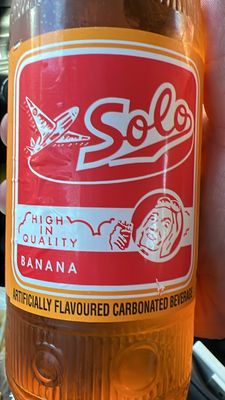 Solo
HIGH
IN
QUALITY
BANANA
ARTIFICIALLY FLAVOURED CARBONATED BEVERAGE